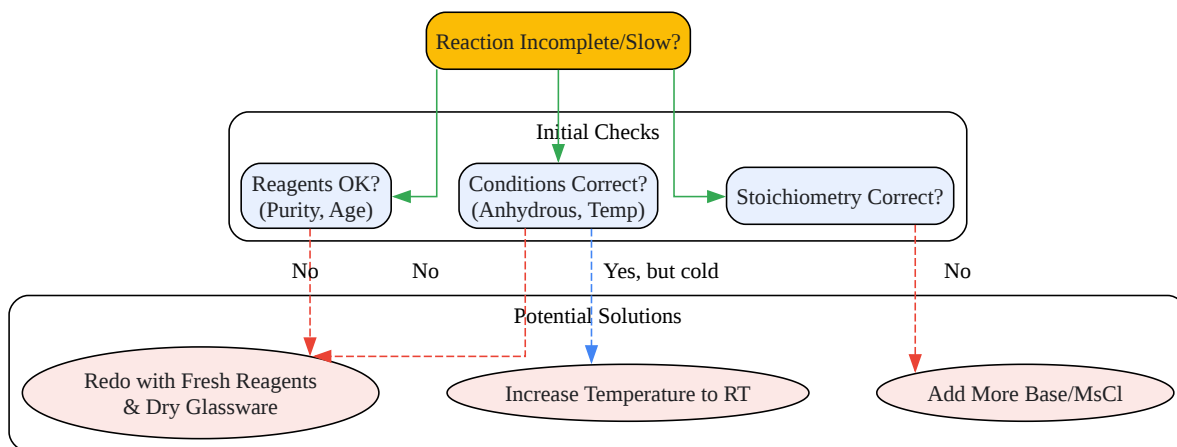 Reaction Incomplete/Slow?
Initial Checks
Reagents OK?
(Purity, Age)
Conditions Correct?
(Anhydrous, Temp)
Stoichiometry Correct?
No
No
Yes, but cold
No
Potential Solutions
Redo with Fresh Reagents
& Dry Glassware
Increase Temperature to RT
Add More Base/MsCl